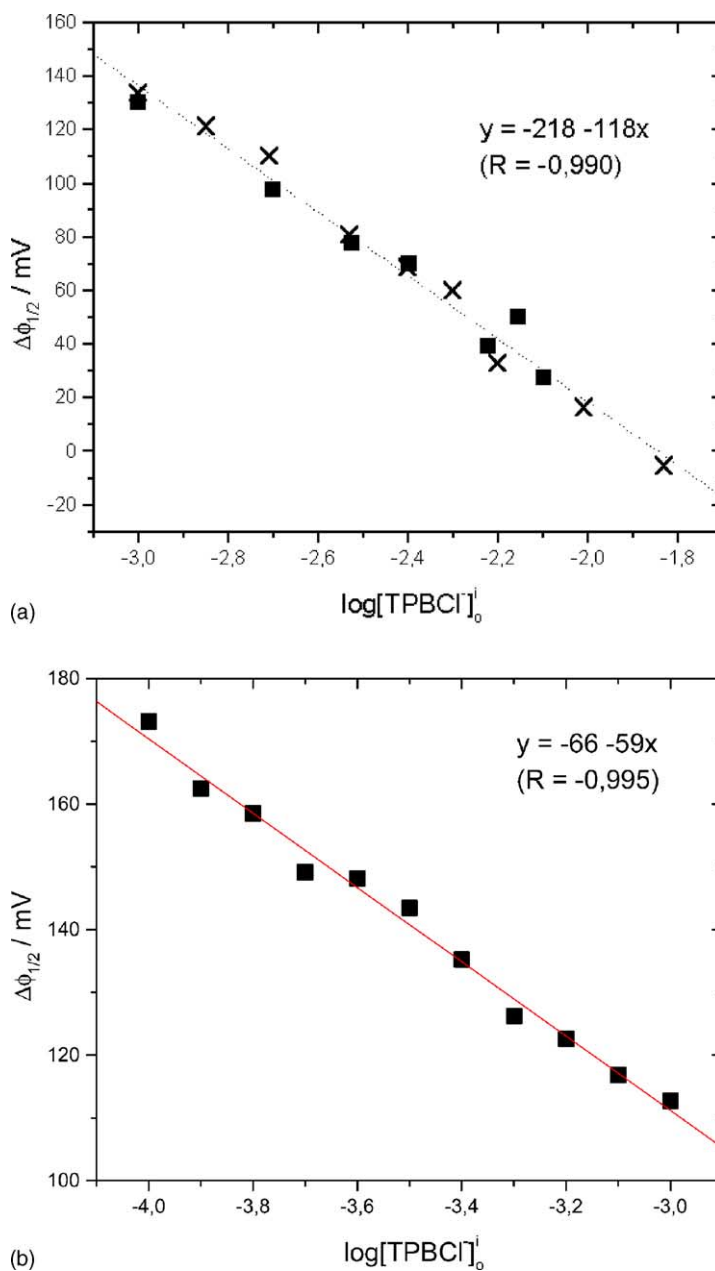 160
140
120
100
80
60
40
20
0
-20
Δϕ1/2 / mV
y = -218 -118x
(R = -0,990)
-3,0 -2,8 -2,6 -2,4 -2,2 -2,0 -1,8
log[TPBCl⁻]ᵢₒ
(a)
180
160
140
120
100
Δϕ1/2 / mV
y = -66 -59x
(R = -0,995)
-4,0 -3,8 -3,6 -3,4 -3,2 -3,0
log[TPBCl⁻]ᵢₒ
(b)